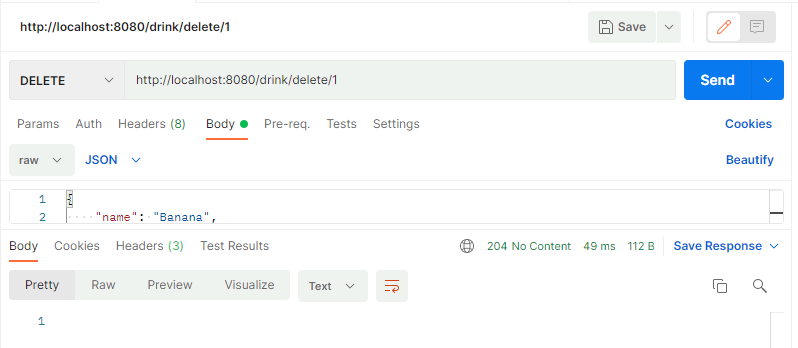 http://localhost:8080/drink/delete/1 Save
DELETE http://localhost:8080/drink/delete/1 Send
Params Auth Headers (8) Body Pre-req. Tests Settings Cookies
raw JSON Beautify
1 {
2 "name": "Banana",
Body Cookies Headers (3) Test Results 204 No Content 49 ms 112 B Save Response
Pretty Raw Preview Visualize Text
1